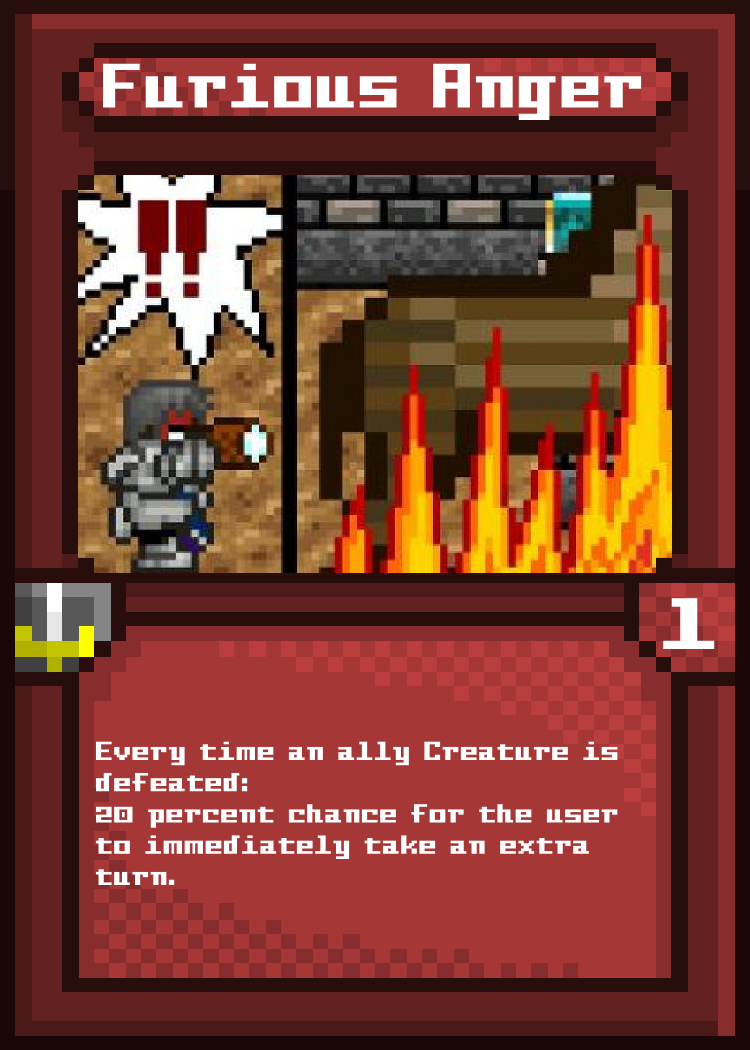 Furious Anger
!!
1
Every time an ally Creature is
defeated:
20 percent chance for the user
to immediately take an extra
turn.